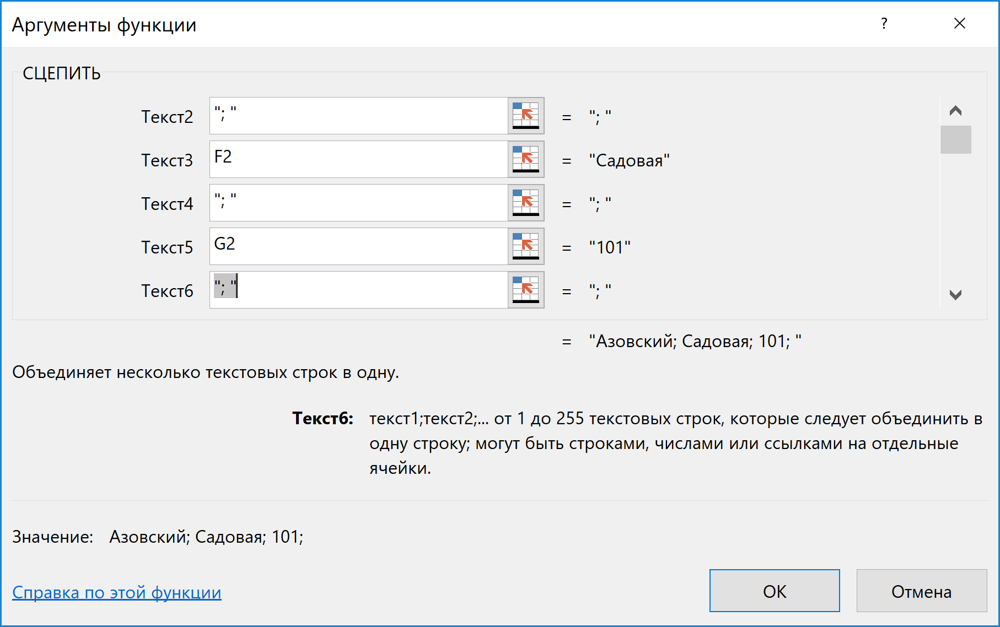 Аргументы функции ?
СЦЕПИТЬ
Текст2 "; " = "; "
Текст3 F2 = "Садовая"
Текст4 "; " = "; "
Текст5 G2 = "101"
Текст6 "; " = "; "
= "Азовский; Садовая; 101; "
Объединяет несколько текстовых строк в одну.
Текст6: текст1;текст2;... от 1 до 255 текстовых строк, которые следует объединить в
одну строку; могут быть строками, числами или ссылками на отдельные
ячейки.
Значение: Азовский; Садовая; 101;
Справка по этой функции
ОК Отмена